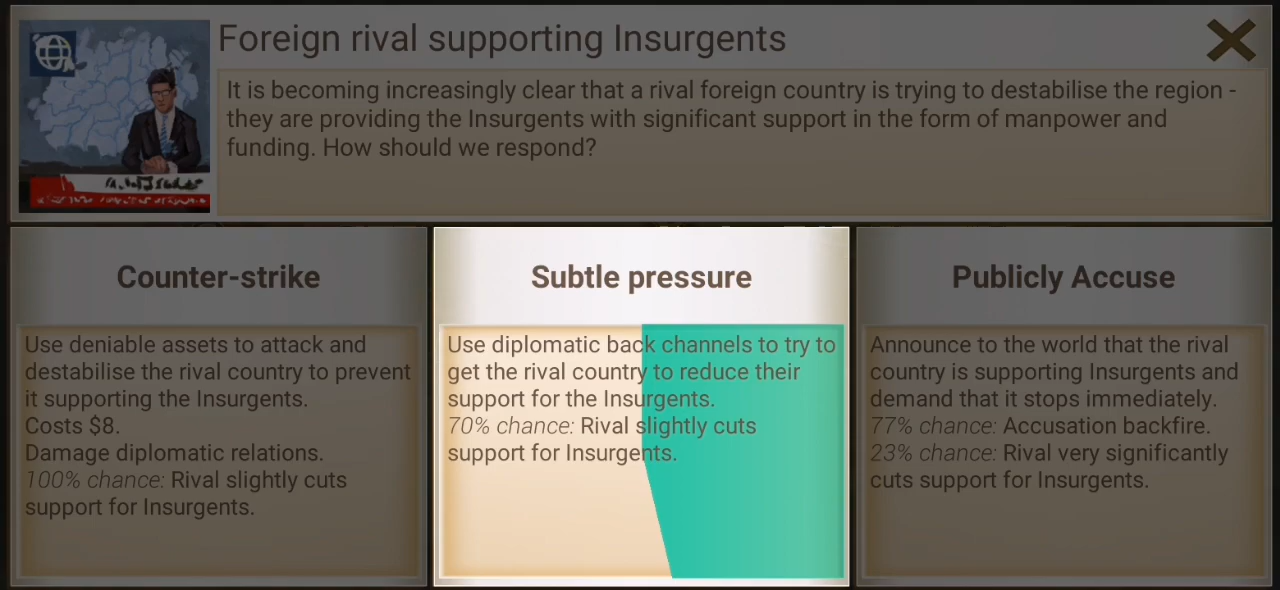 Foreign rival supporting Insurgents
It is becoming increasingly clear that a rival foreign country is trying to destabilise the region -
they are providing the Insurgents with significant support in the form of manpower and
funding. How should we respond?
Counter-strike
Use deniable assets to attack and
destabilise the rival country to prevent
it supporting the Insurgents.
Costs $8.
Damage diplomatic relations.
100% chance: Rival slightly cuts
support for Insurgents.
Subtle pressure
Use diplomatic back channels to try to
get the rival country to reduce their
support for the Insurgents.
70% chance: Rival slightly cuts
support for Insurgents.
Publicly Accuse
Announce to the world that the rival
country is supporting Insurgents and
demand that it stops immediately.
77% chance: Accusation backfire.
23% chance: Rival very significantly
cuts support for Insurgents.